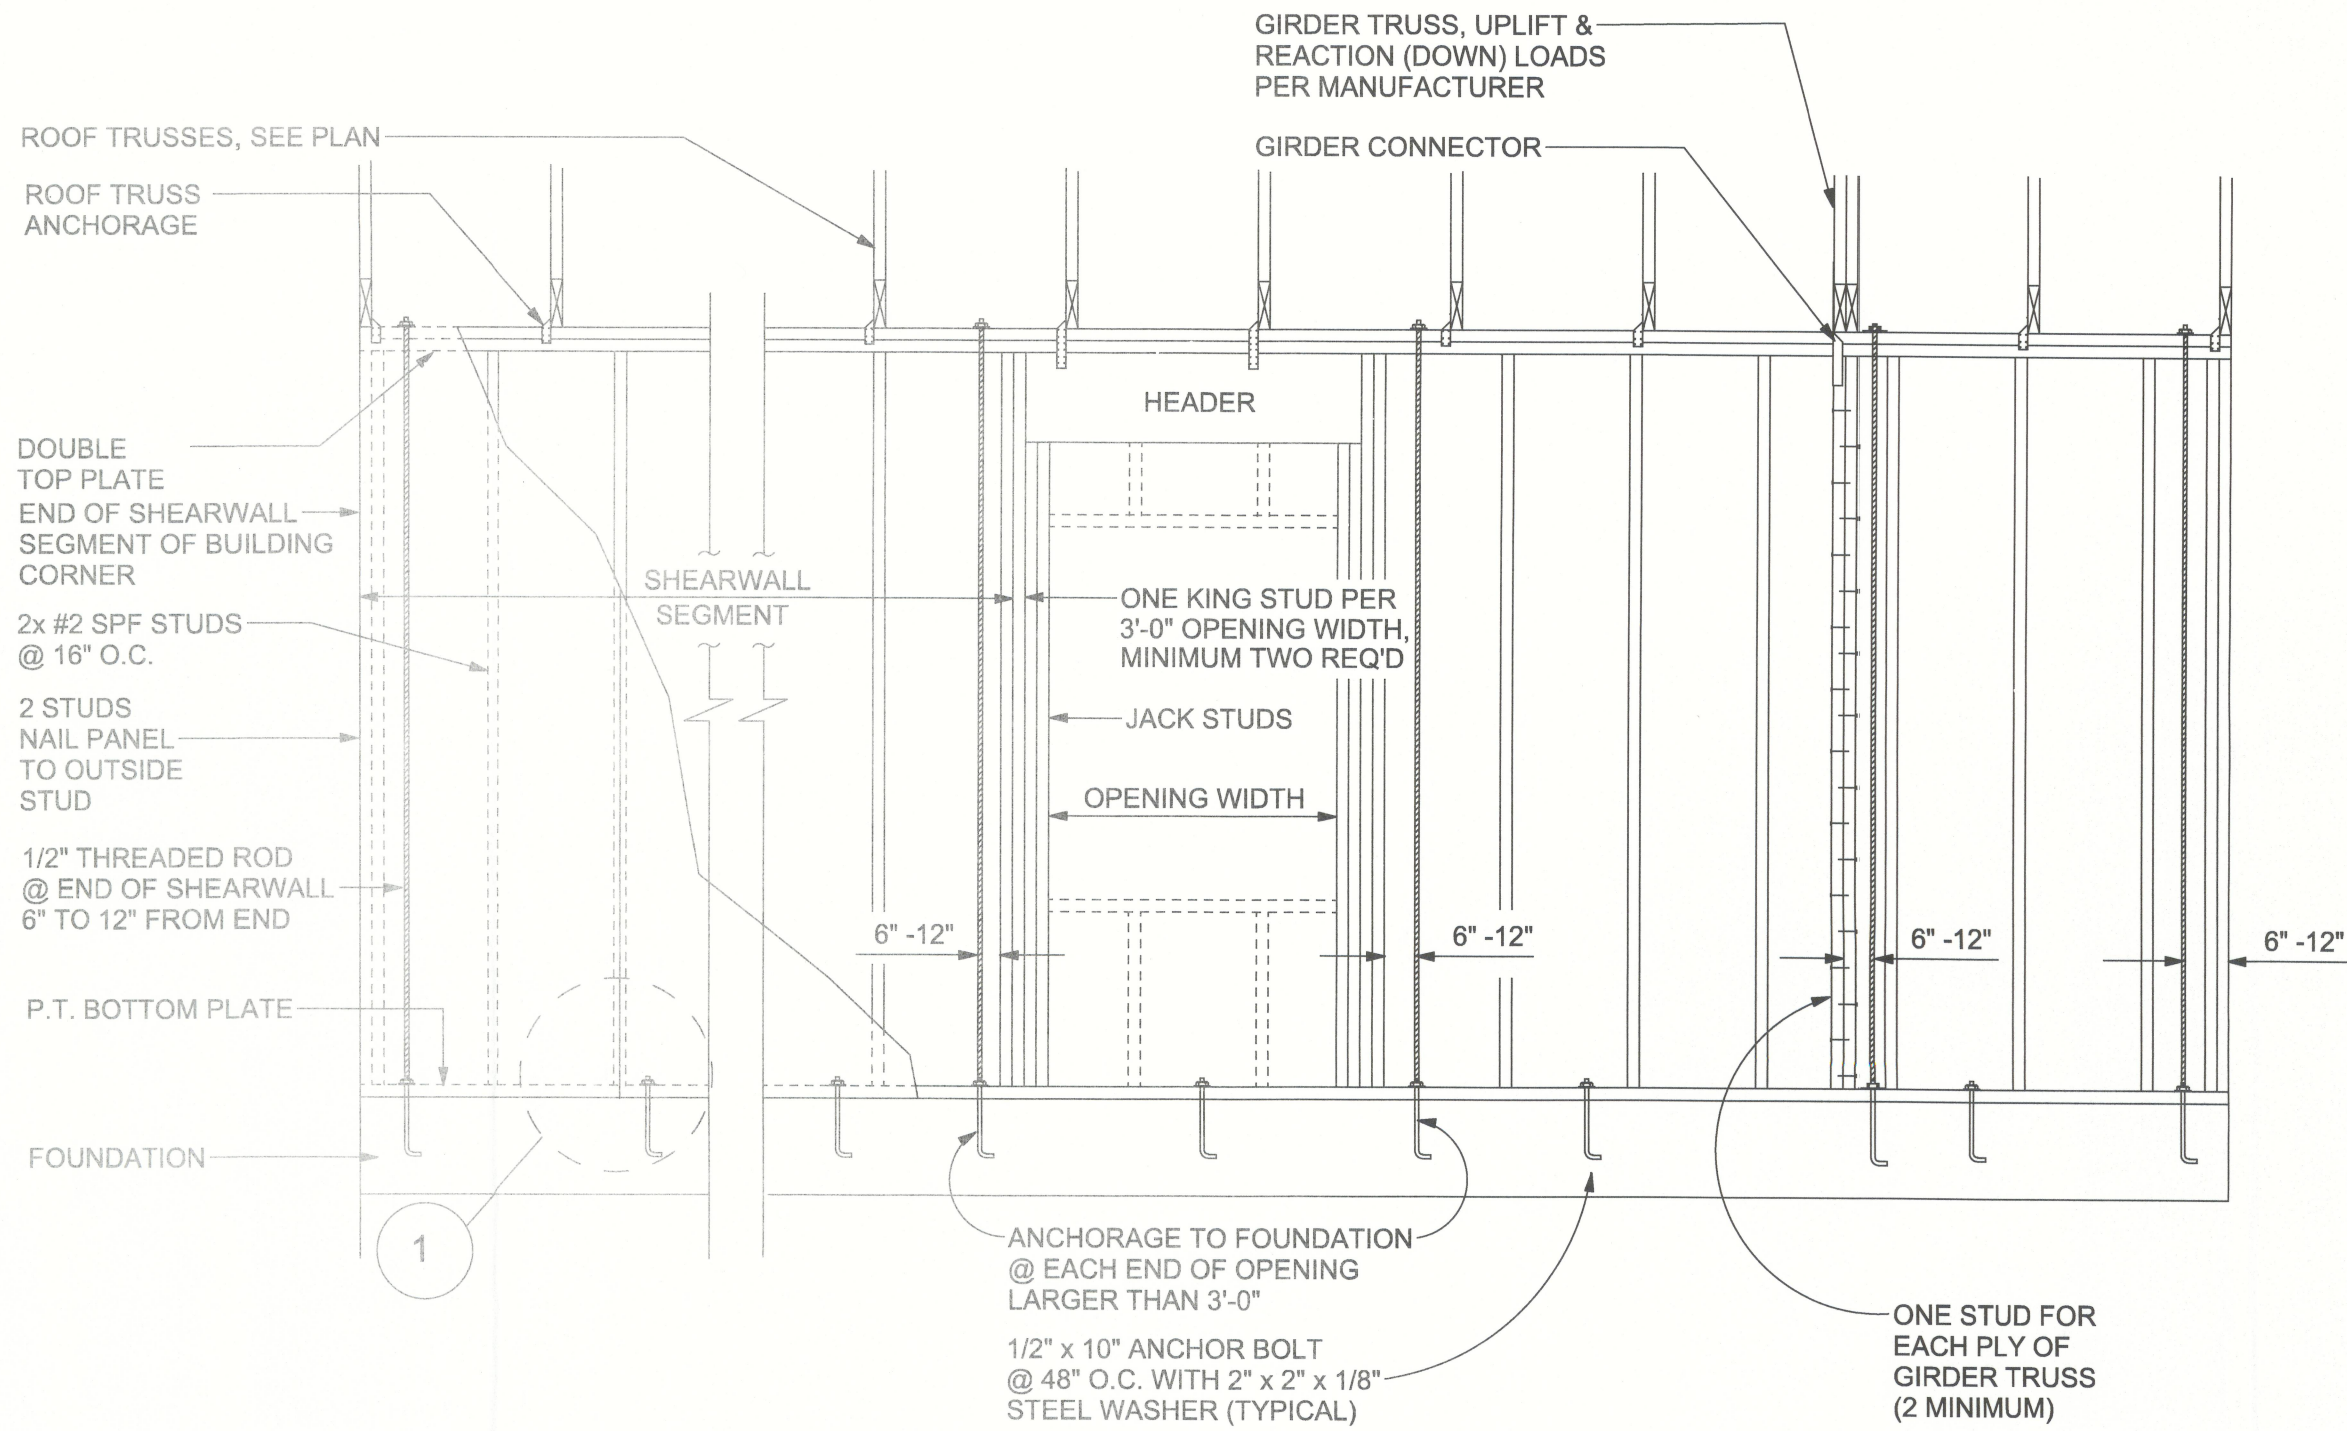 GIRDER TRUSS, UPLIFT &
REACTION (DOWN) LOADS
PER MANUFACTURER
GIRDER CONNECTOR
ROOF TRUSSES, SEE PLAN
ROOF TRUSS
ANCHORAGE
HEADER
DOUBLE
TOP PLATE
END OF SHEARWALL
SEGMENT OF BUILDING
CORNER
SHEARWALL
SEGMENT
ONE KING STUD PER
3'-0" OPENING WIDTH,
MINIMUM TWO REQ'D
2x #2 SPF STUDS
@ 16" O.C.
2 STUDS
NAIL PANEL
TO OUTSIDE
STUD
JACK STUDS
OPENING WIDTH
1/2" THREADED ROD
@ END OF SHEARWALL
6" TO 12" FROM END
6" -12"
6" -12"
6" -12"
6" -12"
P.T. BOTTOM PLATE
FOUNDATION
1
ANCHORAGE TO FOUNDATION
@ EACH END OF OPENING
LARGER THAN 3'-0"
1/2" x 10" ANCHOR BOLT
@ 48" O.C. WITH 2" x 2" x 1/8"
STEEL WASHER (TYPICAL)
ONE STUD FOR
EACH PLY OF
GIRDER TRUSS
(2 MINIMUM)